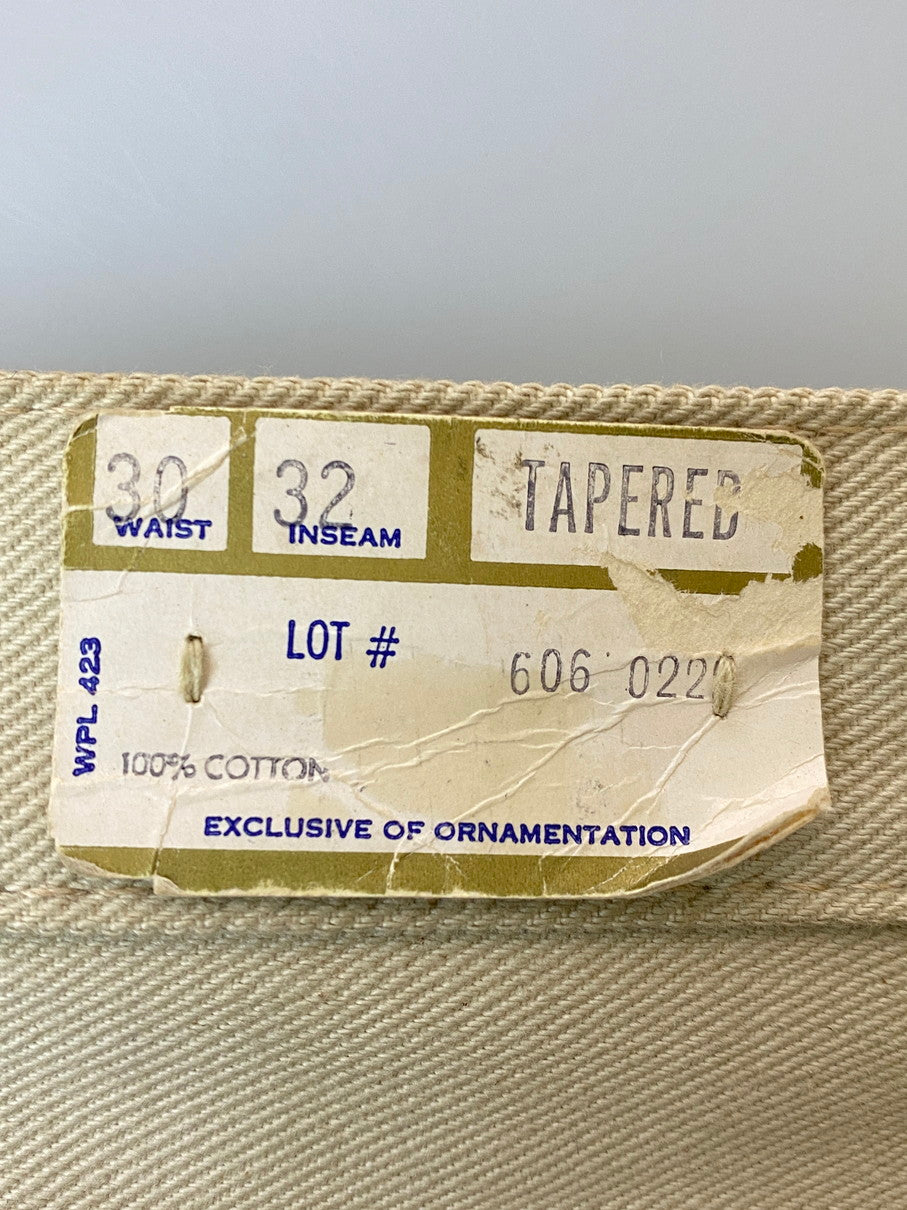 30 32 TAPERED
WAIST INSEAM
LOT # 606 022
WPL 423
100% COTTON
EXCLUSIVE OF ORNAMENTATION